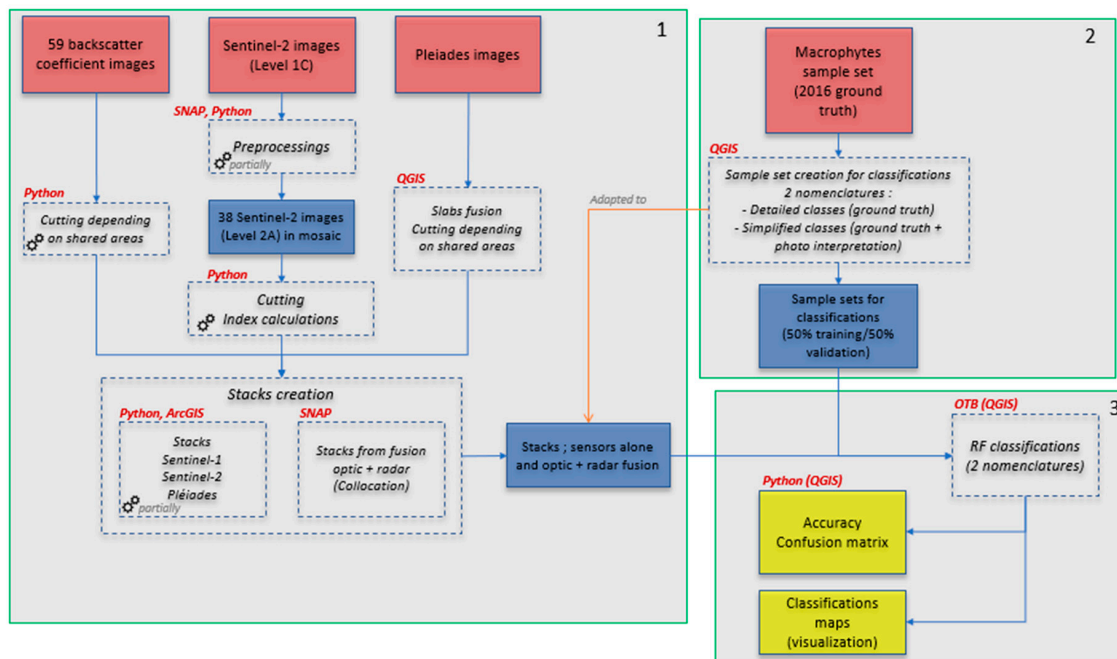 1
59 backscatter
coefficient images
Sentinel-2 images
(Level 1C)
Pleiades images
SNAP, Python
Preprocessings
partially
Python
Cutting depending
on shared areas
38 Sentinel-2 images
(Level 2A) in mosaic
QGIS
Slabs fusion
Cutting depending
on shared areas
Python
Cutting
Index calculations
Stacks creation
Python, ArcGIS
Stacks
Sentinel-1
Sentinel-2
Pléiades
partially
SNAP
Stacks from fusion
optic + radar
(Collocation)
Stacks ; sensors alone
and optic + radar fusion
Adapted to
2
Macrophytes
sample set
(2016 ground
truth)
QGIS
Sample set creation for classifications
2 nomenclatures :
- Detailed classes (ground truth)
- Simplified classes (ground truth +
photo interpretation)
Sample sets for
classifications
(50% training/50%
validation)
3
OTB (QGIS)
RF classifications
(2 nomenclatures)
Python (QGIS)
Accuracy
Confusion matrix
Classifications
maps
(visualization)